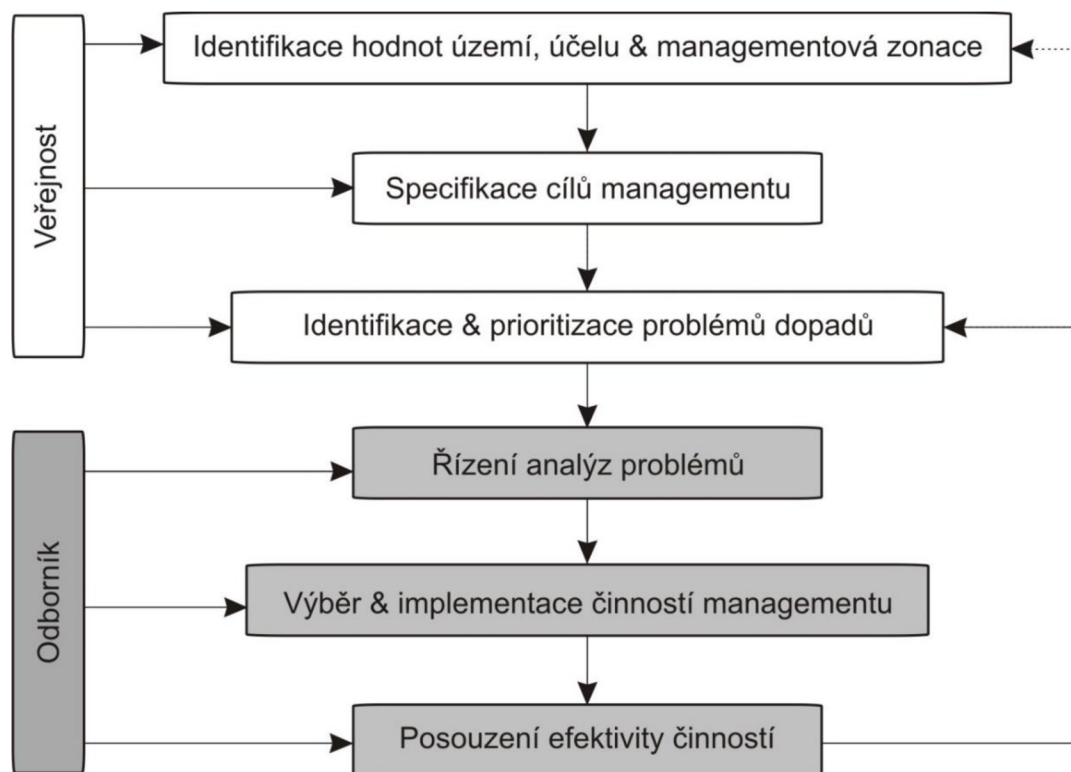 Veřejnost
Identifikace hodnot území, účelu & managementová zonace
Specifikace cílů managementu
Identifikace & prioritizace problémů dopadů
Odborník
Řízení analýz problémů
Výběr & implementace činností managementu
Posouzení efektivity činností